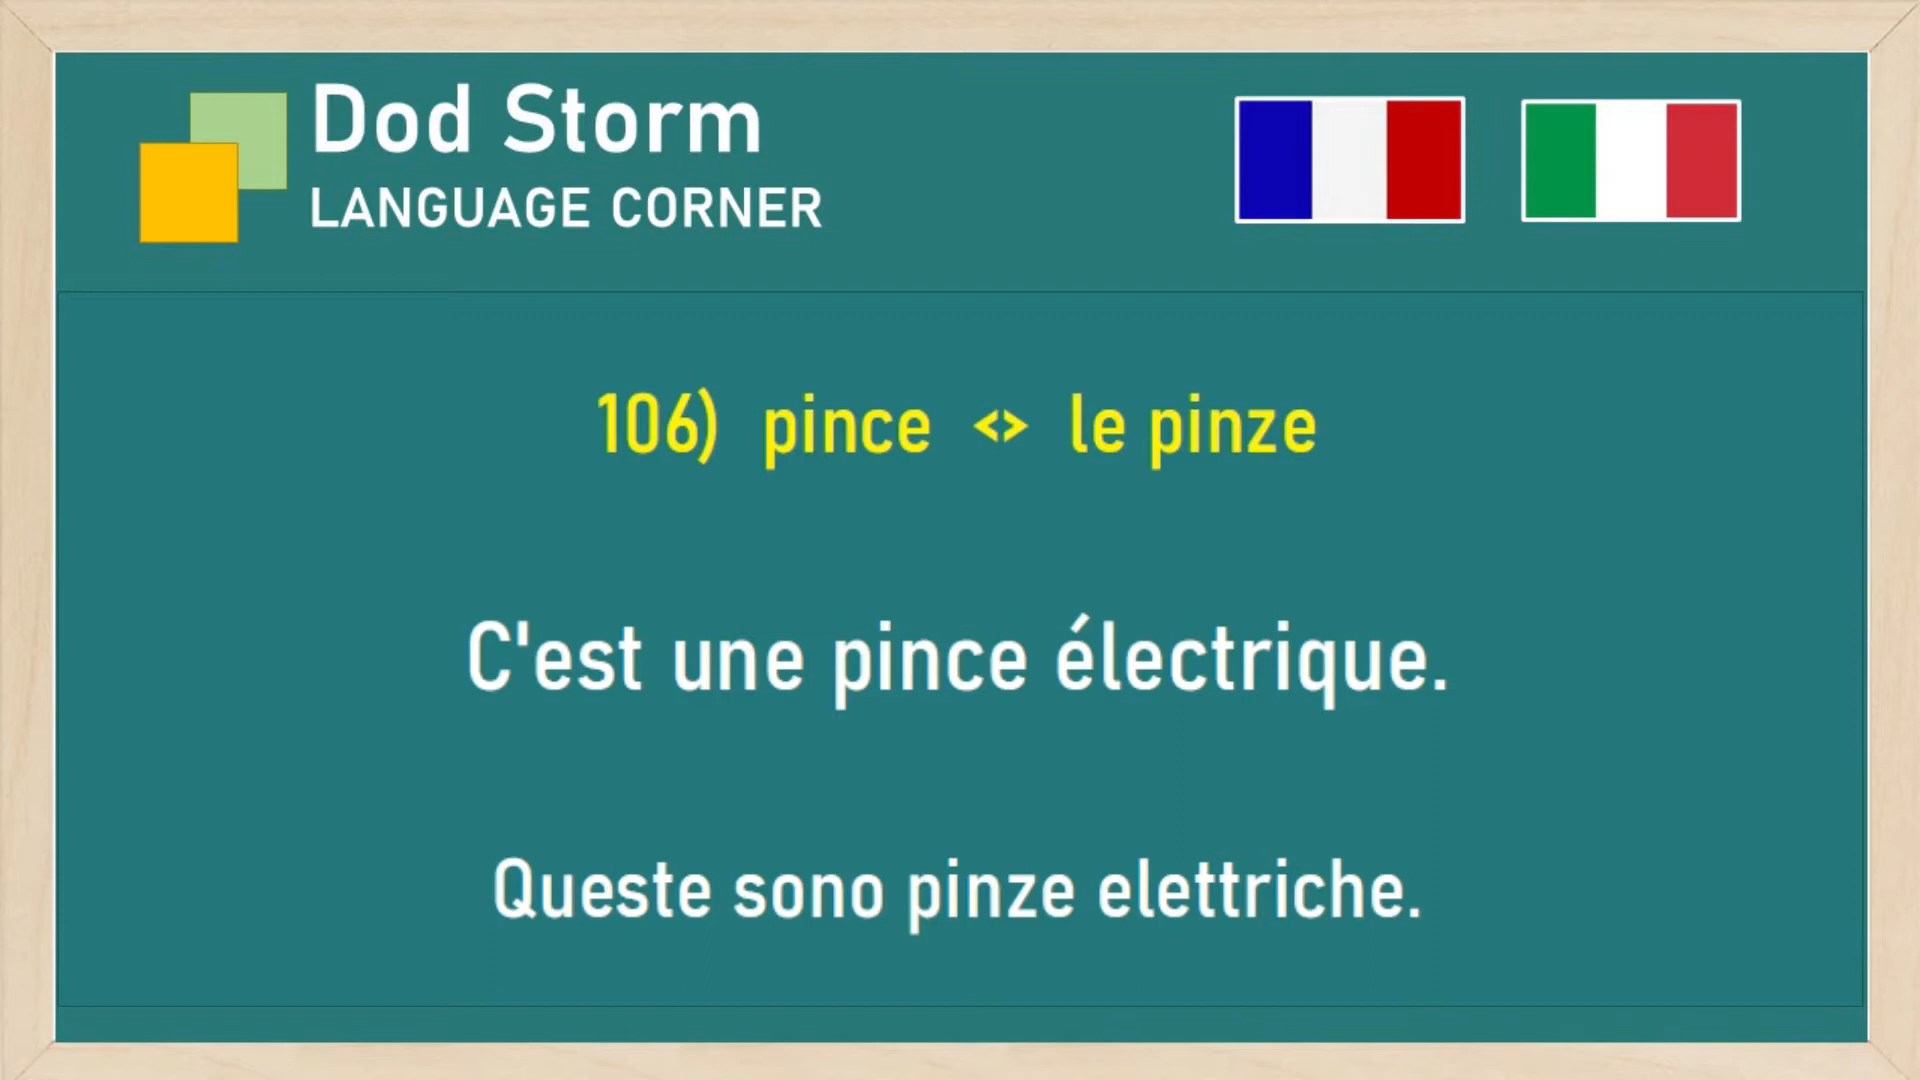 Dod Storm
LANGUAGE CORNER
106) pince <> le pinze
C'est une pince électrique.
Queste sono pinze elettriche.